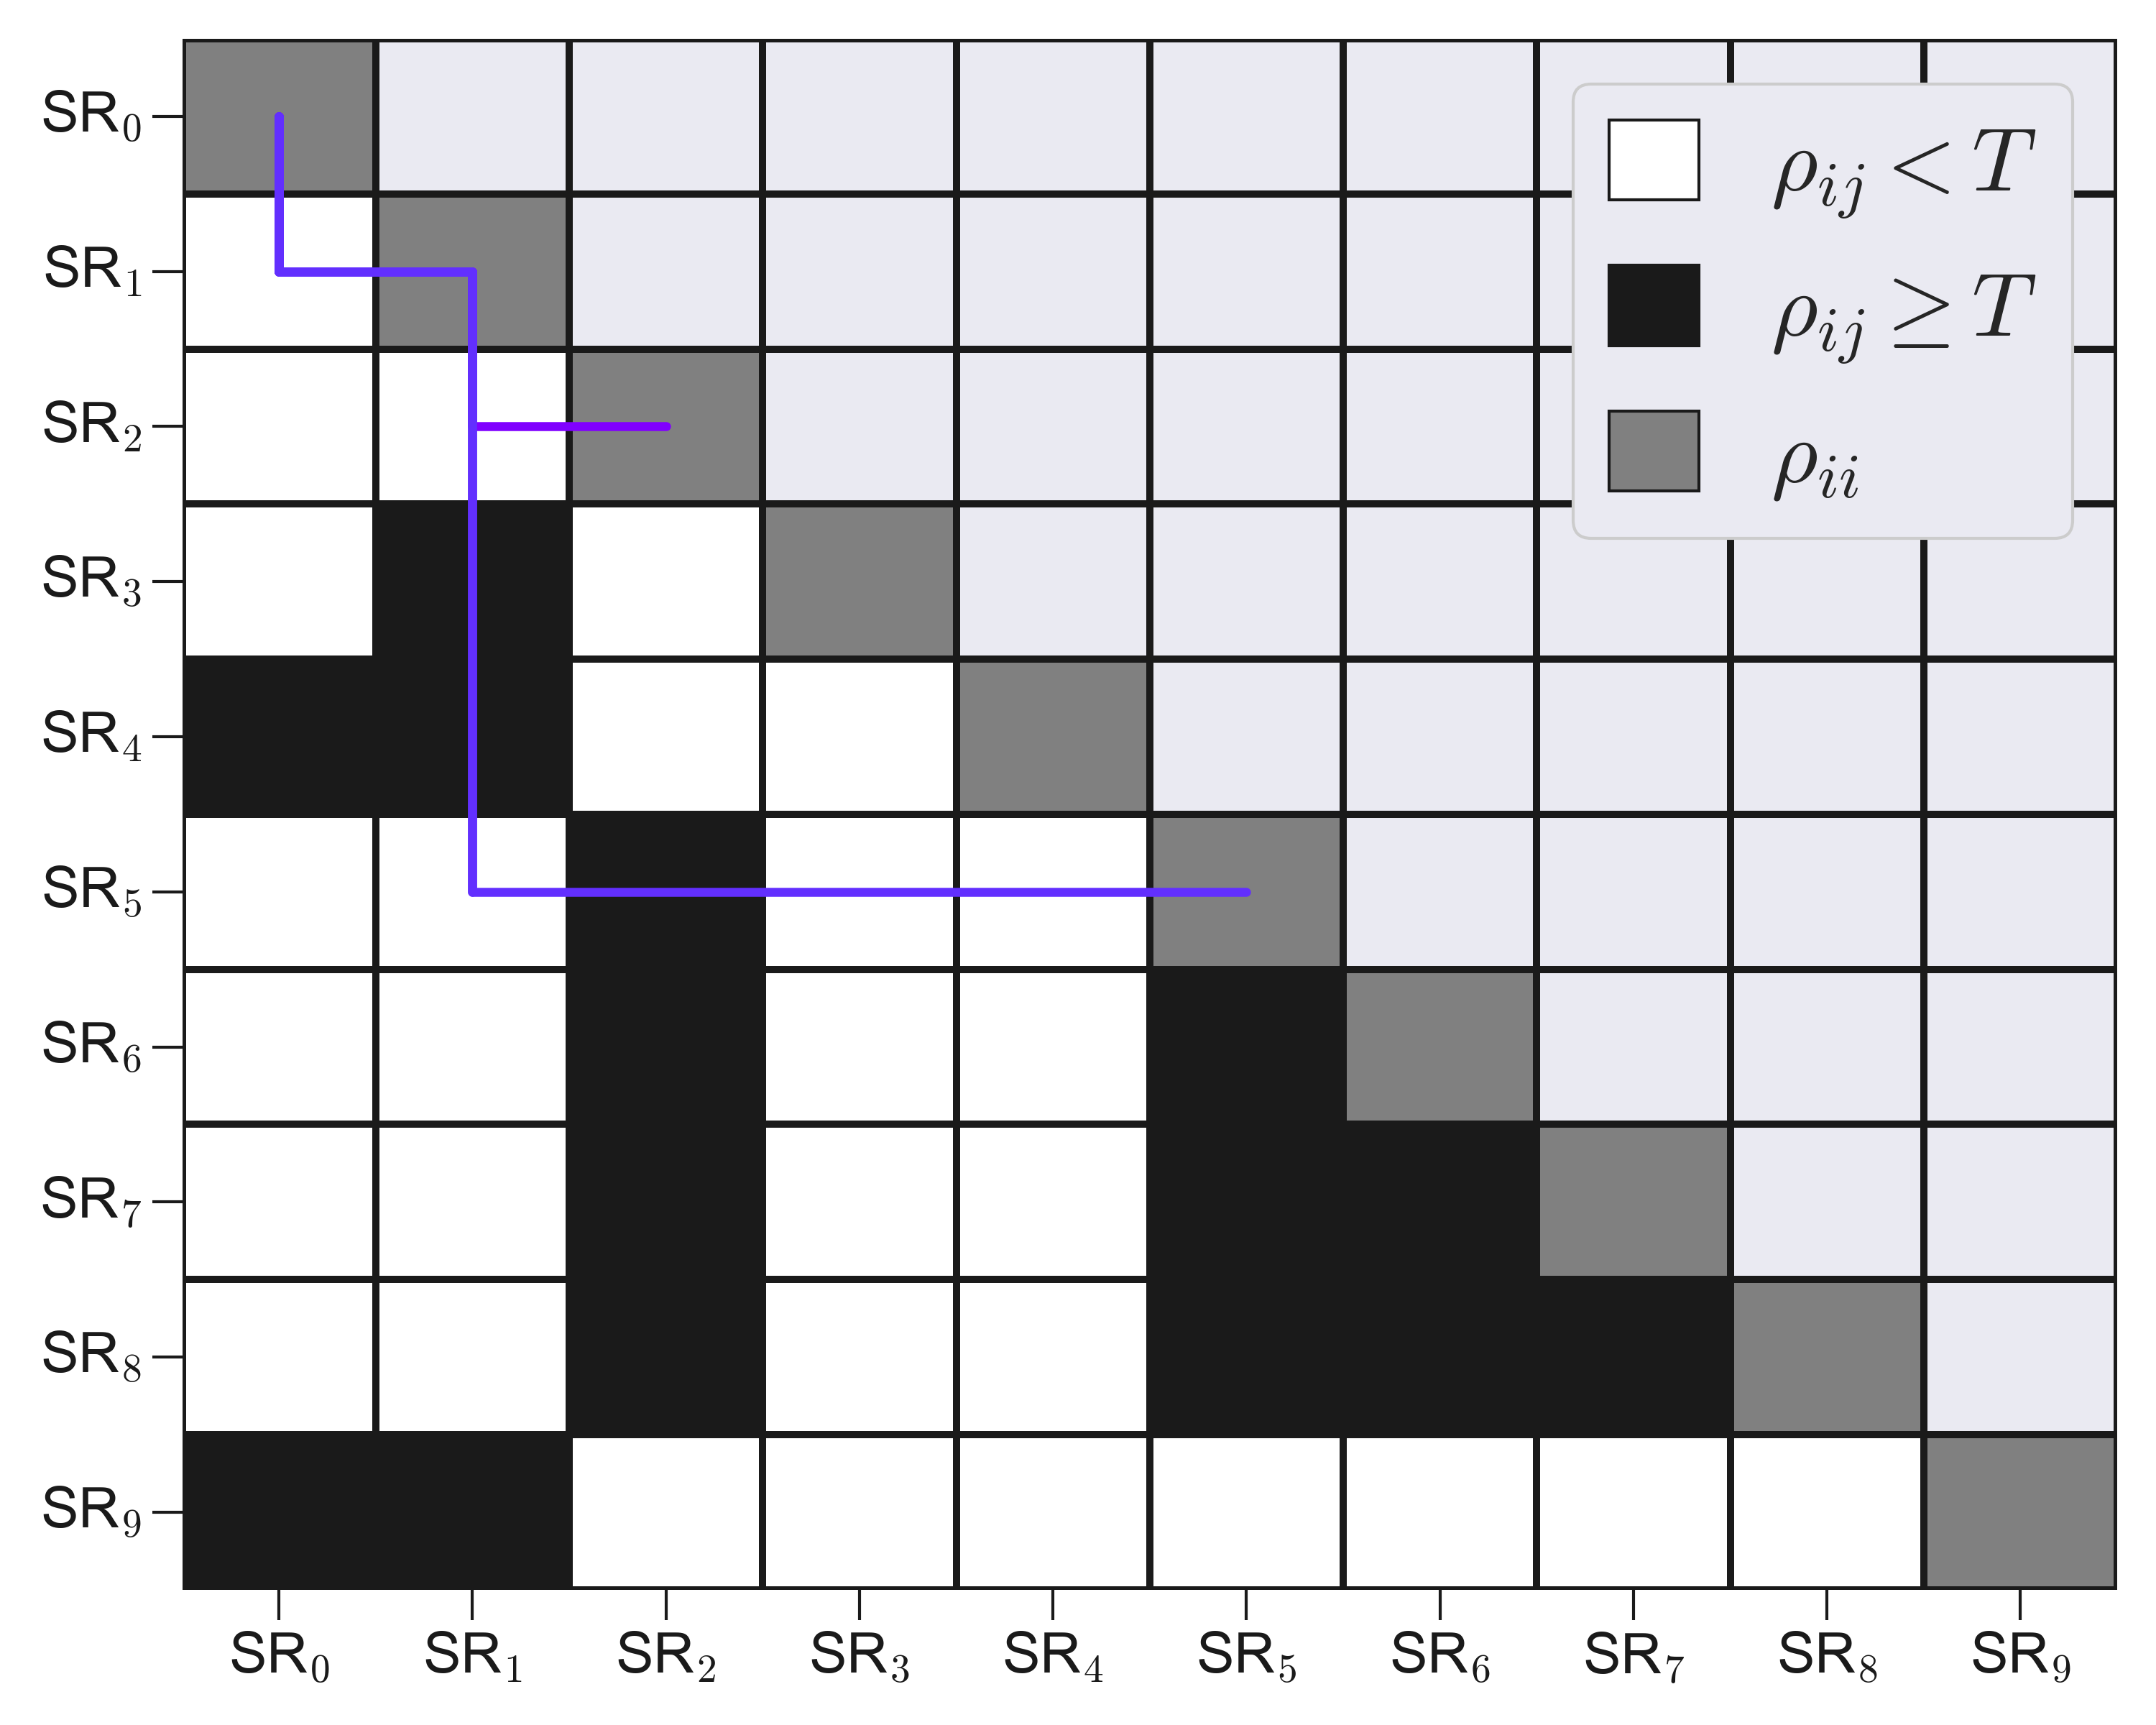 SR₀
SR₁
SR₂
SR₃
SR₄
SR₅
SR₆
SR₇
SR₈
SR₉
ρᵢⱼ < T
ρᵢⱼ ≥ T
ρᵢᵢ
SR₀ SR₁ SR₂ SR₃ SR₄ SR₅ SR₆ SR₇ SR₈ SR₉